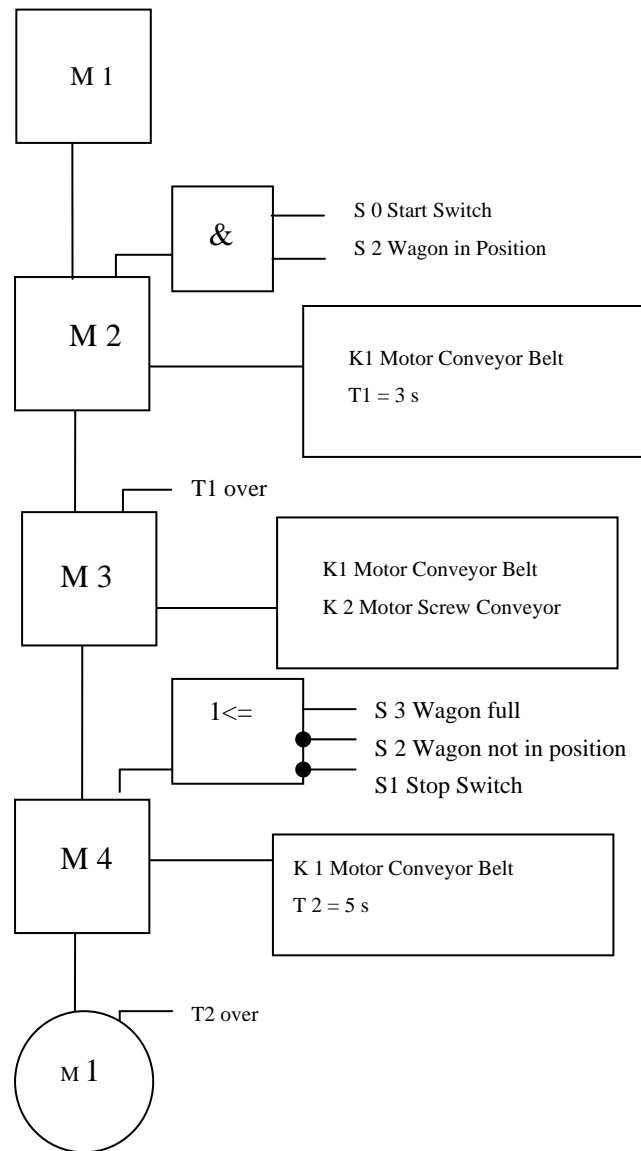 M 1
S 0 Start Switch
&
S 2 Wagon in Position
M 2
K1 Motor Conveyor Belt
T1 = 3 s
T1 over
M 3
K1 Motor Conveyor Belt
K 2 Motor Screw Conveyor
1<=
S 3 Wagon full
S 2 Wagon not in position
S1 Stop Switch
M 4
K 1 Motor Conveyor Belt
T 2 = 5 s
T2 over
M 1